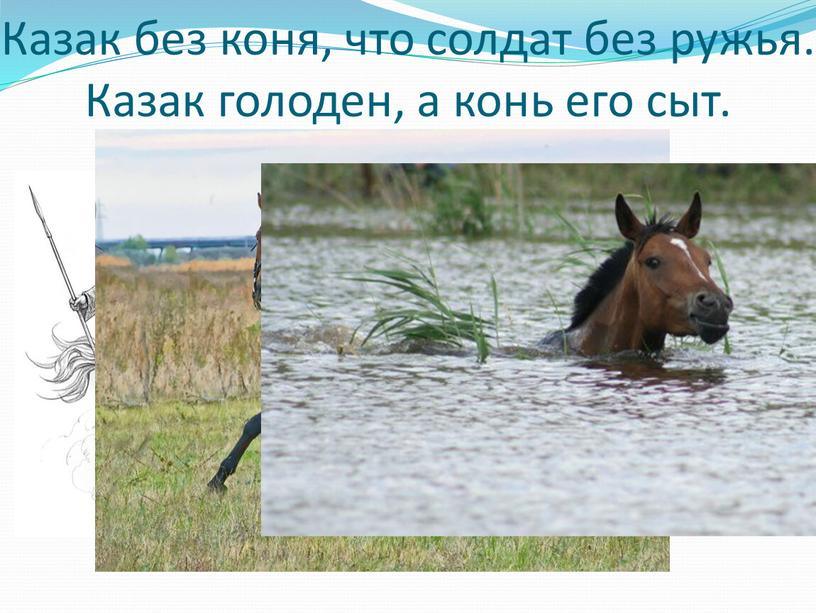 Казак без коня, что солдат без ружья.
Казак голоден, а конь его сыт.